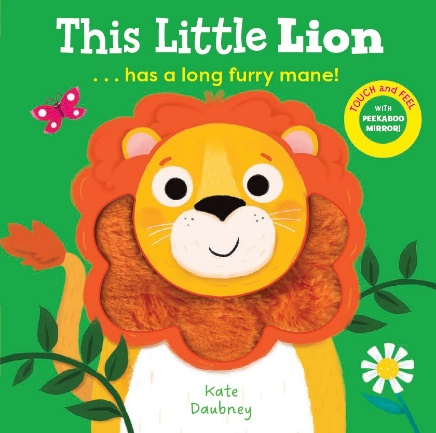 This Little Lion
...has a long furry mane!
TOUCH and FEEL
WITH
PEEKABOO
MIRROR!
Kate
Daubney